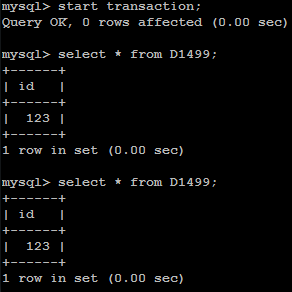 mysql> start transaction;
Query OK, 0 rows affected (0.00 sec)
mysql> select * from D1499;
+------+
| id   |
+------+
|  123 |
+------+
1 row in set (0.00 sec)
mysql> select * from D1499;
+------+
| id   |
+------+
|  123 |
+------+
1 row in set (0.00 sec)